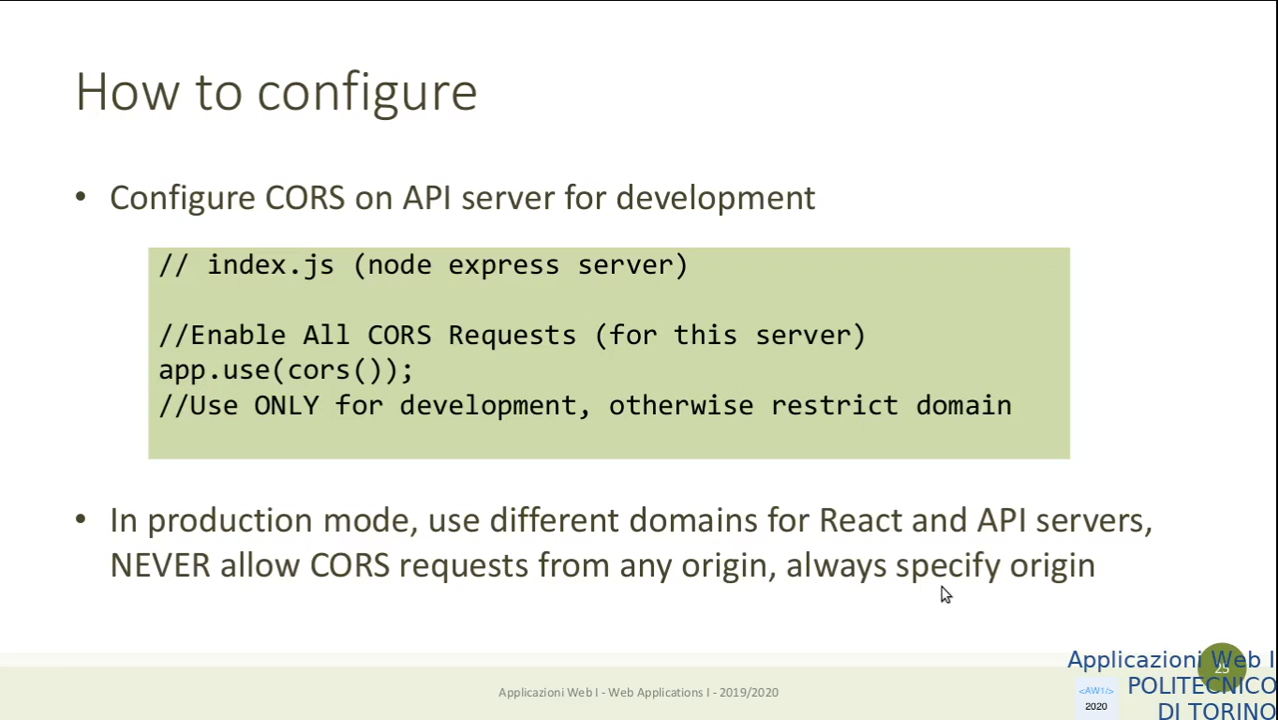 How to configure
• Configure CORS on API server for development
// index.js (node express server)
//Enable All CORS Requests (for this server)
app.use(cors());
//Use ONLY for development, otherwise restrict domain
• In production mode, use different domains for React and API servers,
NEVER allow CORS requests from any origin, always specify origin
Applicazioni Web I - Web Applications I - 2019/2020
Applicazioni Web I
POLITECNICO
DI TORINO
<AW1/>
2020